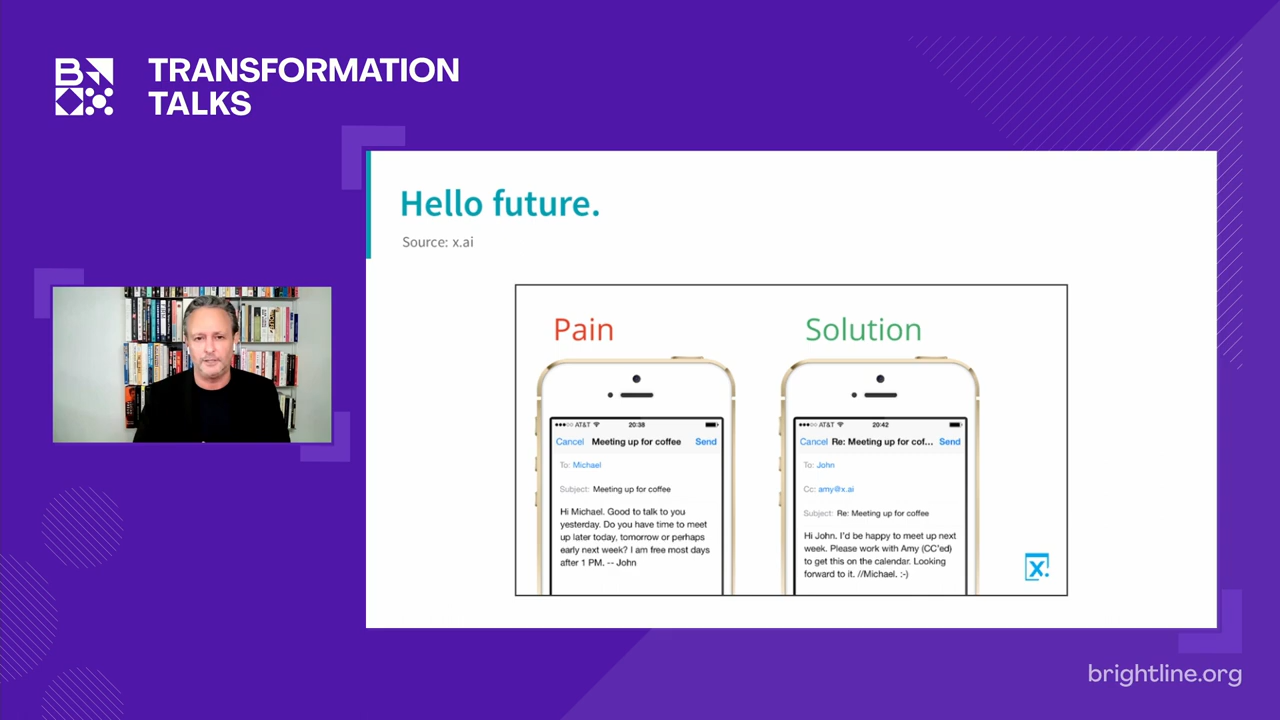 TRANSFORMATION
TALKS
Hello future.
Source: x.ai
Pain
Solution
AT&T 20:38
Cancel Meeting up for coffee Send
To: Michael
Subject: Meeting up for coffee
Hi Michael. Good to talk to you
yesterday. Do you have time to meet
up later today, tomorrow or perhaps
early next week? I am free most days
after 1 PM. -- John
AT&T 20:42
Cancel Re: Meeting up for cof... Send
To: John
Cc: amy@x.ai
Subject: Re: Meeting up for coffee
Hi John. I'd be happy to meet up next
week. Please work with Amy (CC'ed)
to get this on the calendar. Looking
forward to it. //Michael. :-)
x.
brightline.org